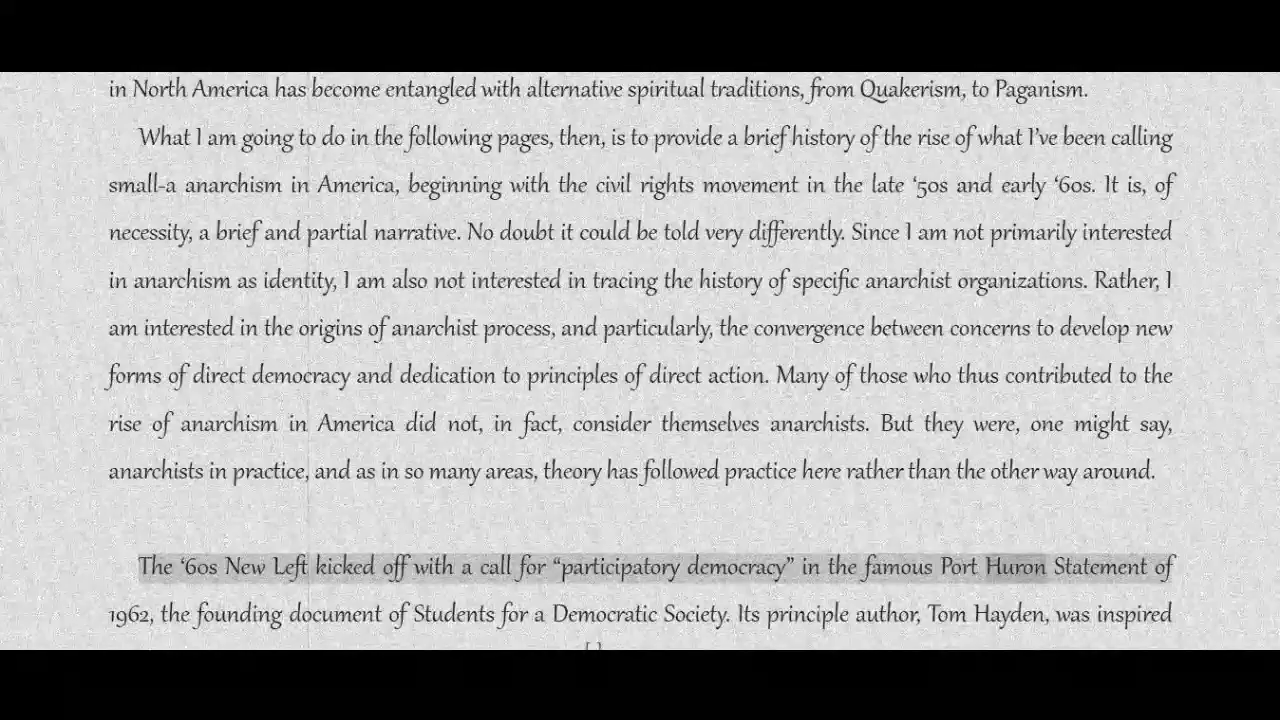 in North America has become entangled with alternative spiritual traditions, from Quakerism, to Paganism.
What I am going to do in the following pages, then, is to provide a brief history of the rise of what I’ve been calling
small-a anarchism in America, beginning with the civil rights movement in the late ‘50s and early ‘60s. It is, of
necessity, a brief and partial narrative. No doubt it could be told very differently. Since I am not primarily interested
in anarchism as identity, I am also not interested in tracing the history of specific anarchist organizations. Rather, I
am interested in the origins of anarchist process, and particularly, the convergence between concerns to develop new
forms of direct democracy and dedication to principles of direct action. Many of those who thus contributed to the
rise of anarchism in America did not, in fact, consider themselves anarchists. But they were, one might say,
anarchists in practice, and as in so many areas, theory has followed practice here rather than the other way around.
The ‘60s New Left kicked off with a call for “participatory democracy” in the famous Port Huron Statement of
1962, the founding document of Students for a Democratic Society. Its principle author, Tom Hayden, was inspired